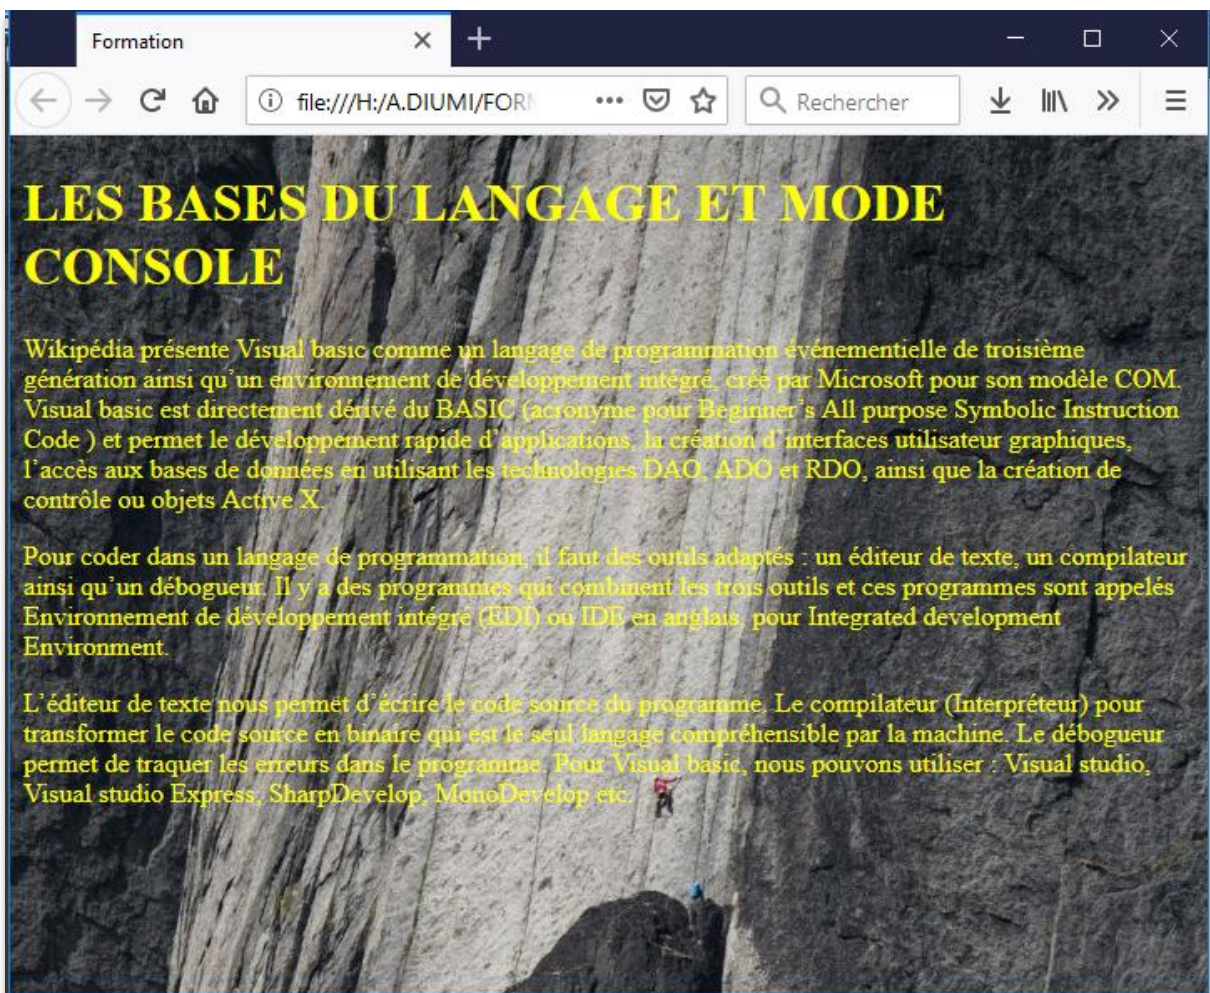 Formation
file:///H:/A.DIUMI/FOR
Rechercher
LES BASES DU LANGAGE ET MODE
CONSOLE
Wikipédia présente Visual basic comme un langage de programmation événementielle de troisième
génération ainsi qu’un environnement de développement intégré, créé par Microsoft pour son modèle COM.
Visual basic est directement dérivé du BASIC (acronyme pour Beginner’s All purpose Symbolic Instruction
Code ) et permet le développement rapide d’applications, la création d’interfaces utilisateur graphiques,
l’accès aux bases de données en utilisant les technologies DAO, ADO et RDO, ainsi que la création de
contrôle ou objets Active X.
Pour coder dans un langage de programmation, il faut des outils adaptés : un éditeur de texte, un compilateur
ainsi qu’un débogueur. Il y a des programmes qui combinent les trois outils et ces programmes sont appelés
Environnement de développement intégré (EDI) ou IDE en anglais, pour Integrated development
Environment.
L’éditeur de texte nous permet d’écrire le code source du programme. Le compilateur (Interpréteur) pour
transformer le code source en binaire qui est le seul langage compréhensible par la machine. Le débogueur
permet de traquer les erreurs dans le programme. Pour Visual basic, nous pouvons utiliser : Visual studio,
Visual studio Express, SharpDevelop, MonoDevelop etc.